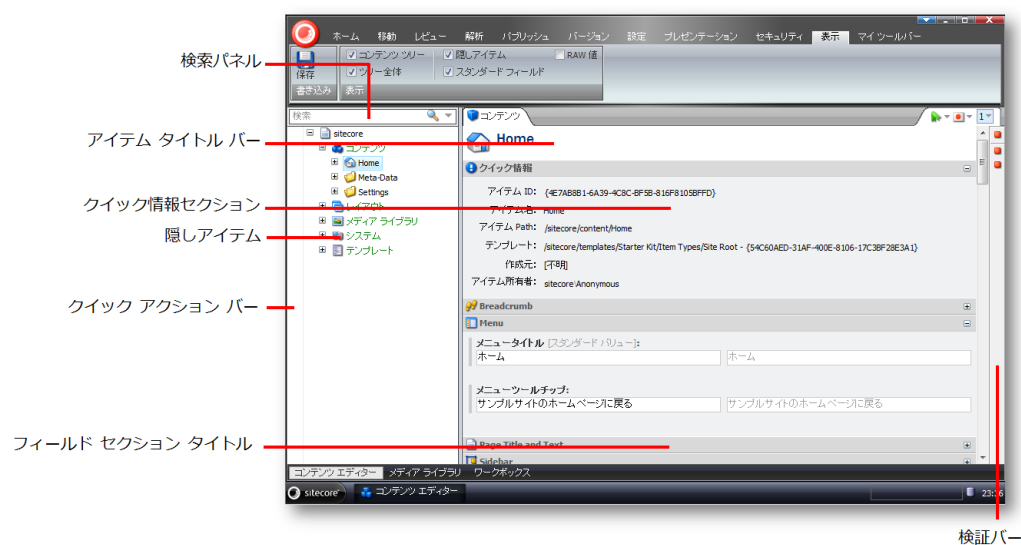 ホーム 移動 レビュー 解析 パブリッシュ バージョン 設定 プレゼンテーション セキュリティ 表示 マイ ツールバー
検索パネル
コンテンツ ツリー 隠しアイテム RAW 値
保存 ツリー全体 スタンダード フィールド
書き込み 表示
検索 コンテンツ 1
アイテム タイトル バー
sitecore
Home
コンテンツ
Home
クイック情報
Meta-Data
Settings
アイテム ID: {4E7AB8B1-6A39-4C8C-BF5B-816F8105BFFD}
クイック情報セクション
レイアウト
アイテム名: Home
メディア ライブラリ
アイテム Path: /sitecore/content/Home
隠しアイテム
システム
テンプレート
テンプレート: /sitecore/templates/Starter Kit/Item Types/Site Root - {54C60AED-31AF-400E-8106-17C3BF28E3A1}
作成元: [不明]
アイテム所有者: sitecore\Anonymous
クイック アクション バー
Breadcrumb
Menu
メニュータイトル [スタンダード バリュー]:
ホーム ホーム
メニューツールチップ:
サンプルサイトのホームページに戻る サンプルサイトのホームページに戻る
フィールド セクション タイトル
Page Title and Text
Sidebar
コンテンツ エディター メディア ライブラリ ワークボックス
sitecore コンテンツ エディター 23:16
検証バー